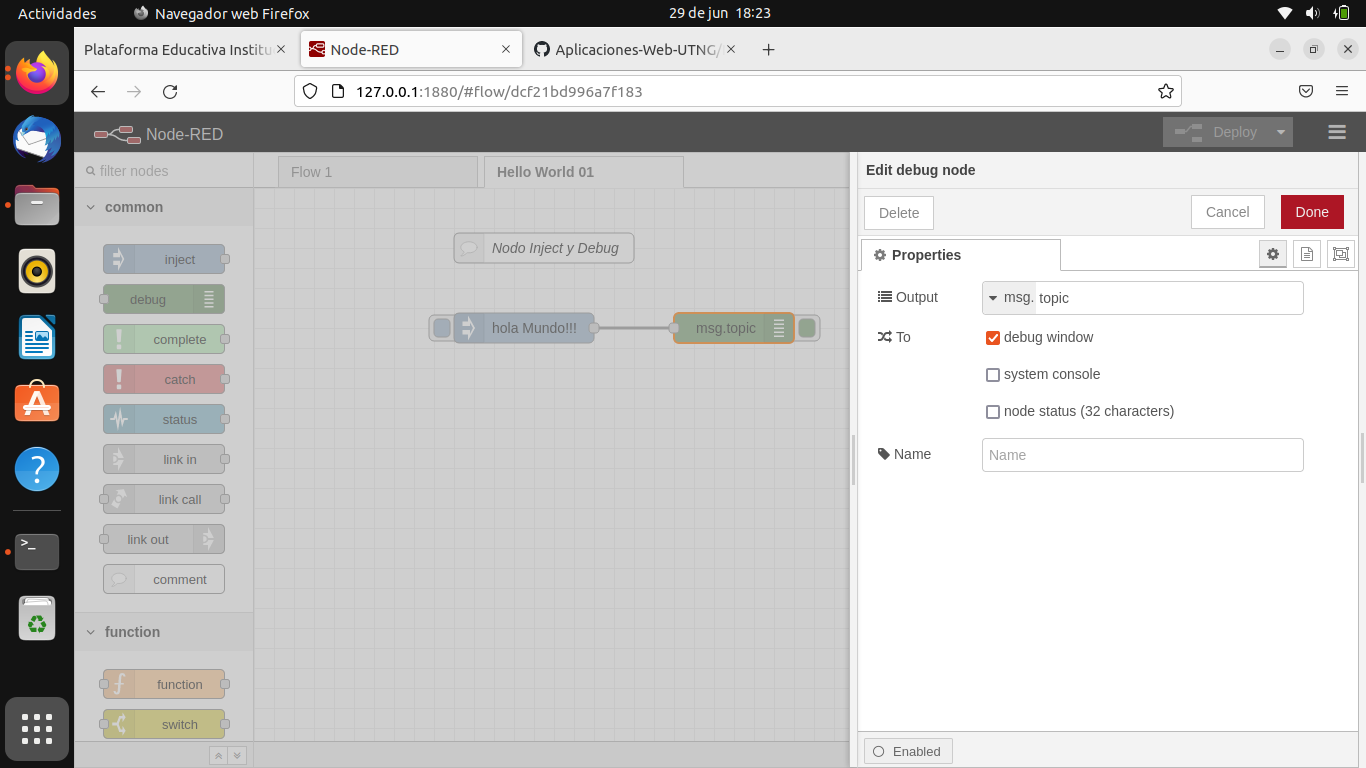 Actividades
Navegador web Firefox
29 de jun 18:23
Plataforma Educativa Institu
Node-RED
Aplicaciones-Web-UTNG/
127.0.0.1:1880/#flow/dcf21bd996a7f183
Node-RED
Deploy
filter nodes
Flow 1
Hello World 01
common
inject
debug
complete
catch
status
link in
link call
link out
comment
function
function
switch
Nodo Inject y Debug
hola Mundo!!!
msg.topic
Edit debug node
Delete
Cancel
Done
Properties
Output
msg. topic
To
debug window
system console
node status (32 characters)
Name
Name
Enabled